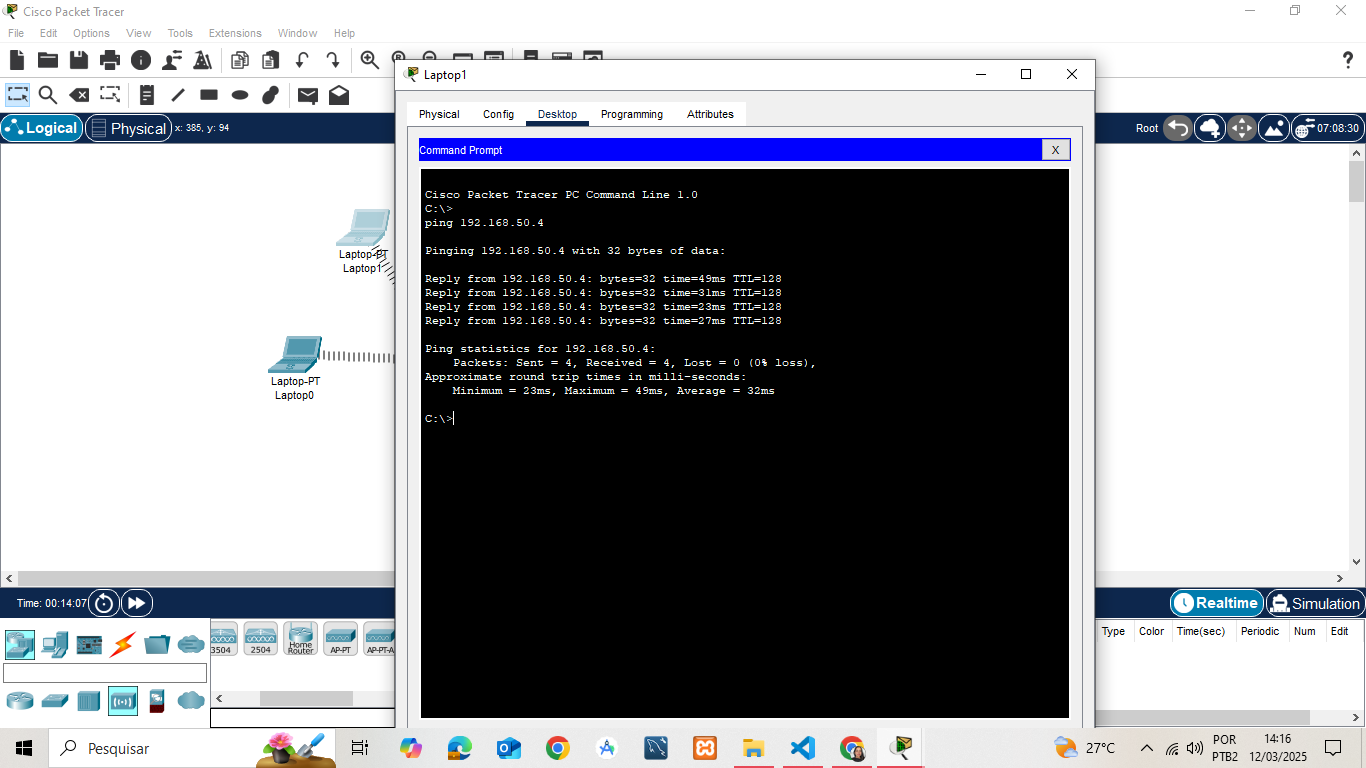 Cisco Packet Tracer
File Edit Options View Tools Extensions Window Help
?
Logical
Physical
x: 385, y: 94
Root
07:08:30
Laptop-PT
Laptop1
Laptop-PT
Laptop0
Laptop1
Physical Config Desktop Programming Attributes
Command Prompt
X
Cisco Packet Tracer PC Command Line 1.0
C:\>
ping 192.168.50.4
Pinging 192.168.50.4 with 32 bytes of data:
Reply from 192.168.50.4: bytes=32 time=49ms TTL=128
Reply from 192.168.50.4: bytes=32 time=31ms TTL=128
Reply from 192.168.50.4: bytes=32 time=23ms TTL=128
Reply from 192.168.50.4: bytes=32 time=27ms TTL=128
Ping statistics for 192.168.50.4:
Packets: Sent = 4, Received = 4, Lost = 0 (0% loss),
Approximate round trip times in milli-seconds:
Minimum = 23ms, Maximum = 49ms, Average = 32ms
C:\>
Time: 00:14:07
Realtime
Simulation
3504 2504 Home Router AP-PT AP-PT-A
Type Color Time(sec) Periodic Num Edit
Pesquisar
27°C
POR
PTB2
14:16
12/03/2025